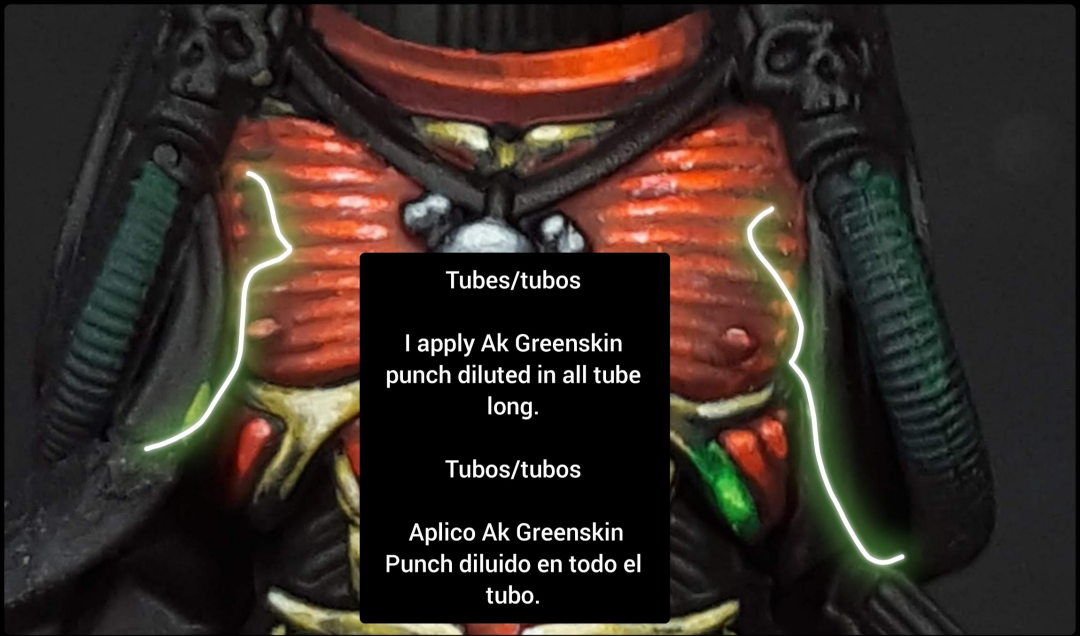 Tubes/tubos
I apply Ak Greenskin
punch diluted in all tube
long.
Tubos/tubos
Aplico Ak Greenskin
Punch diluido en todo el
tubo.